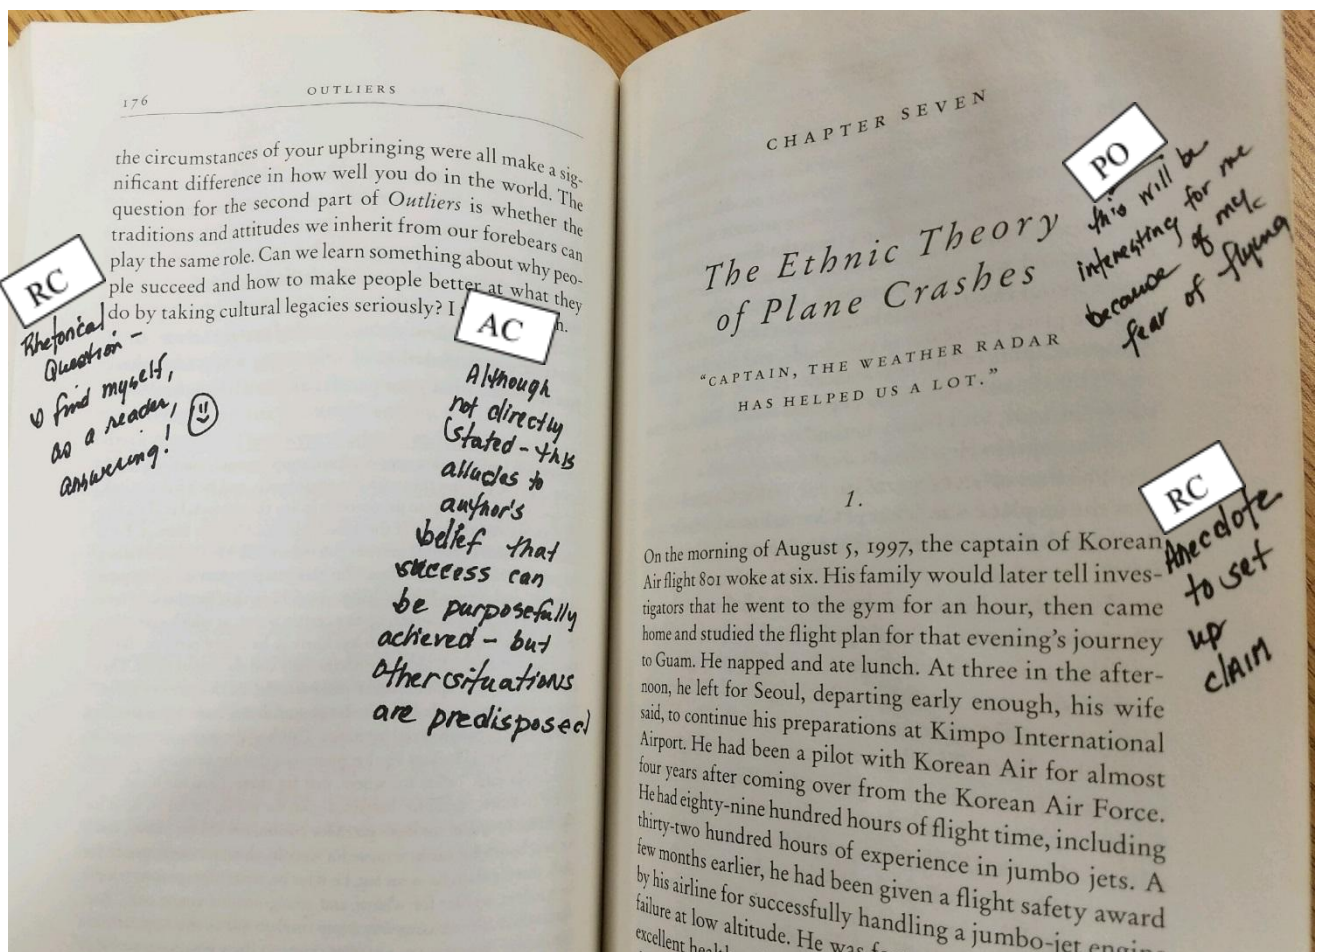 176
OUTLIERS
the circumstances of your upbringing were all make a sig-
nificant difference in how well you do in the world. The
question for the second part of Outliers is whether the
traditions and attitudes we inherit from our forebears can
play the same role. Can we learn something about why peo-
ple succeed and how to make people better at what they
do by taking cultural legacies seriously? I
RC
Rhetorical
Question –
I find myself,
as a reader,
answering!
AC
Although
not directly
stated – this
alludes to
author's
belief that
success can
be purposefully
achieved – but
other situations
are predisposed
CHAPTER SEVEN
The Ethnic Theory
of Plane Crashes
"CAPTAIN, THE WEATHER RADAR
HAS HELPED US A LOT."
PO
this will be
interesting for me
because of my
fear of flying
1.
On the morning of August 5, 1997, the captain of Korean
Air flight 801 woke at six. His family would later tell inves-
tigators that he went to the gym for an hour, then came
home and studied the flight plan for that evening's journey
to Guam. He napped and ate lunch. At three in the after-
noon, he left for Seoul, departing early enough, his wife
said, to continue his preparations at Kimpo International
Airport. He had been a pilot with Korean Air for almost
four years after coming over from the Korean Air Force.
He had eighty-nine hundred hours of flight time, including
thirty-two hundred hours of experience in jumbo jets. A
few months earlier, he had been given a flight safety award
by his airline for successfully handling a jumbo-jet engine
failure at low altitude. He was
excellent
RC
Anecdote
to set
up
claim